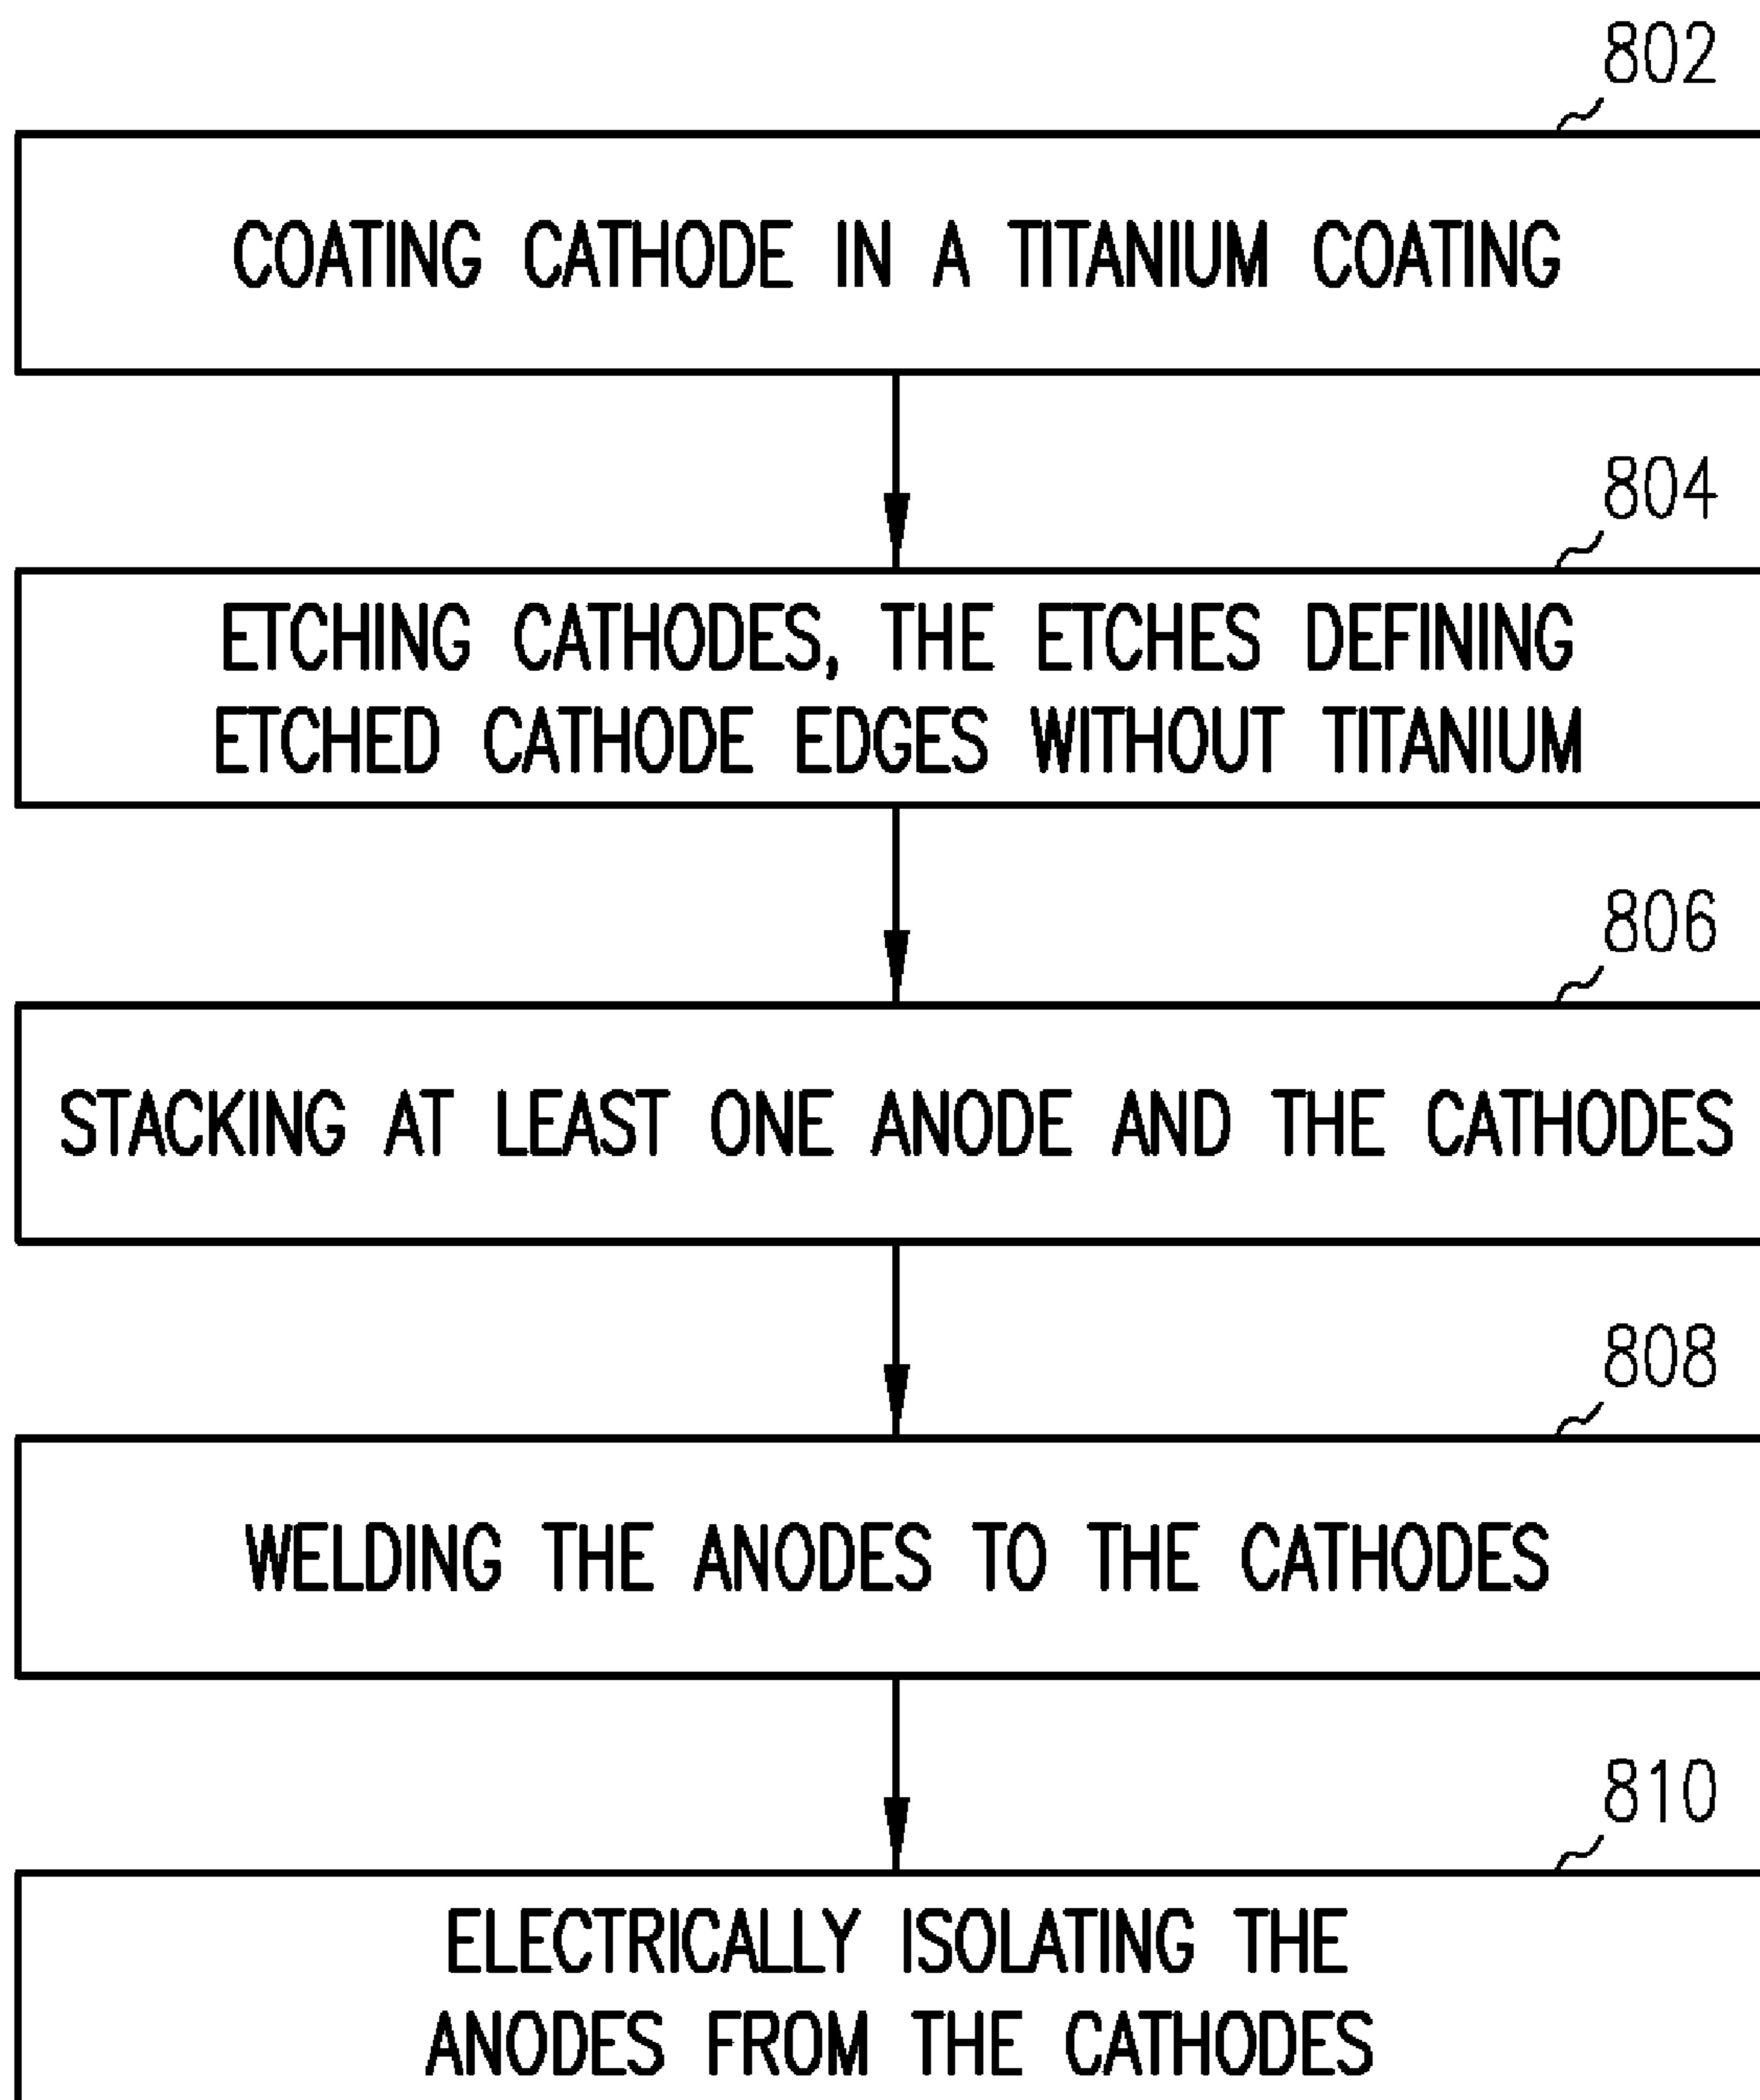 802
COATING CATHODE IN A TITANIUM COATING
804
ETCHING CATHODES, THE ETCHES DEFINING
ETCHED CATHODE EDGES WITHOUT TITANIUM
806
STACKING AT LEAST ONE ANODE AND THE CATHODES
808
WELDING THE ANODES TO THE CATHODES
810
ELECTRICALLY ISOLATING THE
ANODES FROM THE CATHODES